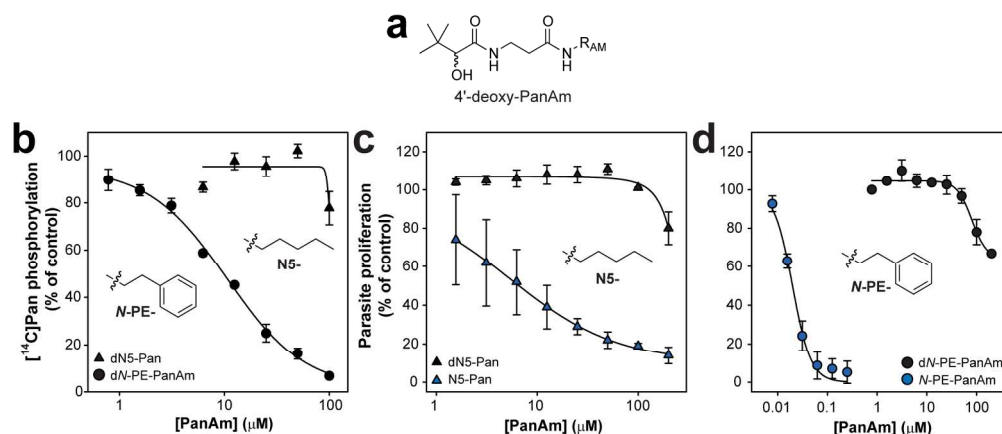 a
O
O
N
H
N
H
R_AM
OH
4'-deoxy-PanAm
b
[¹⁴C]Pan phosphorylation
(% of control)
100
80
60
40
20
0
N5-
N-PE-
dN5-Pan
dN-PE-PanAm
1
10
100
[PanAm] (μM)
c
Parasite proliferation
(% of control)
120
100
80
60
40
20
0
N5-
dN5-Pan
N5-Pan
1
10
100
[PanAm] (μM)
d
120
100
80
60
40
20
0
N-PE-
dN-PE-PanAm
N-PE-PanAm
0.01
0.1
1
10
100
[PanAm] (μM)